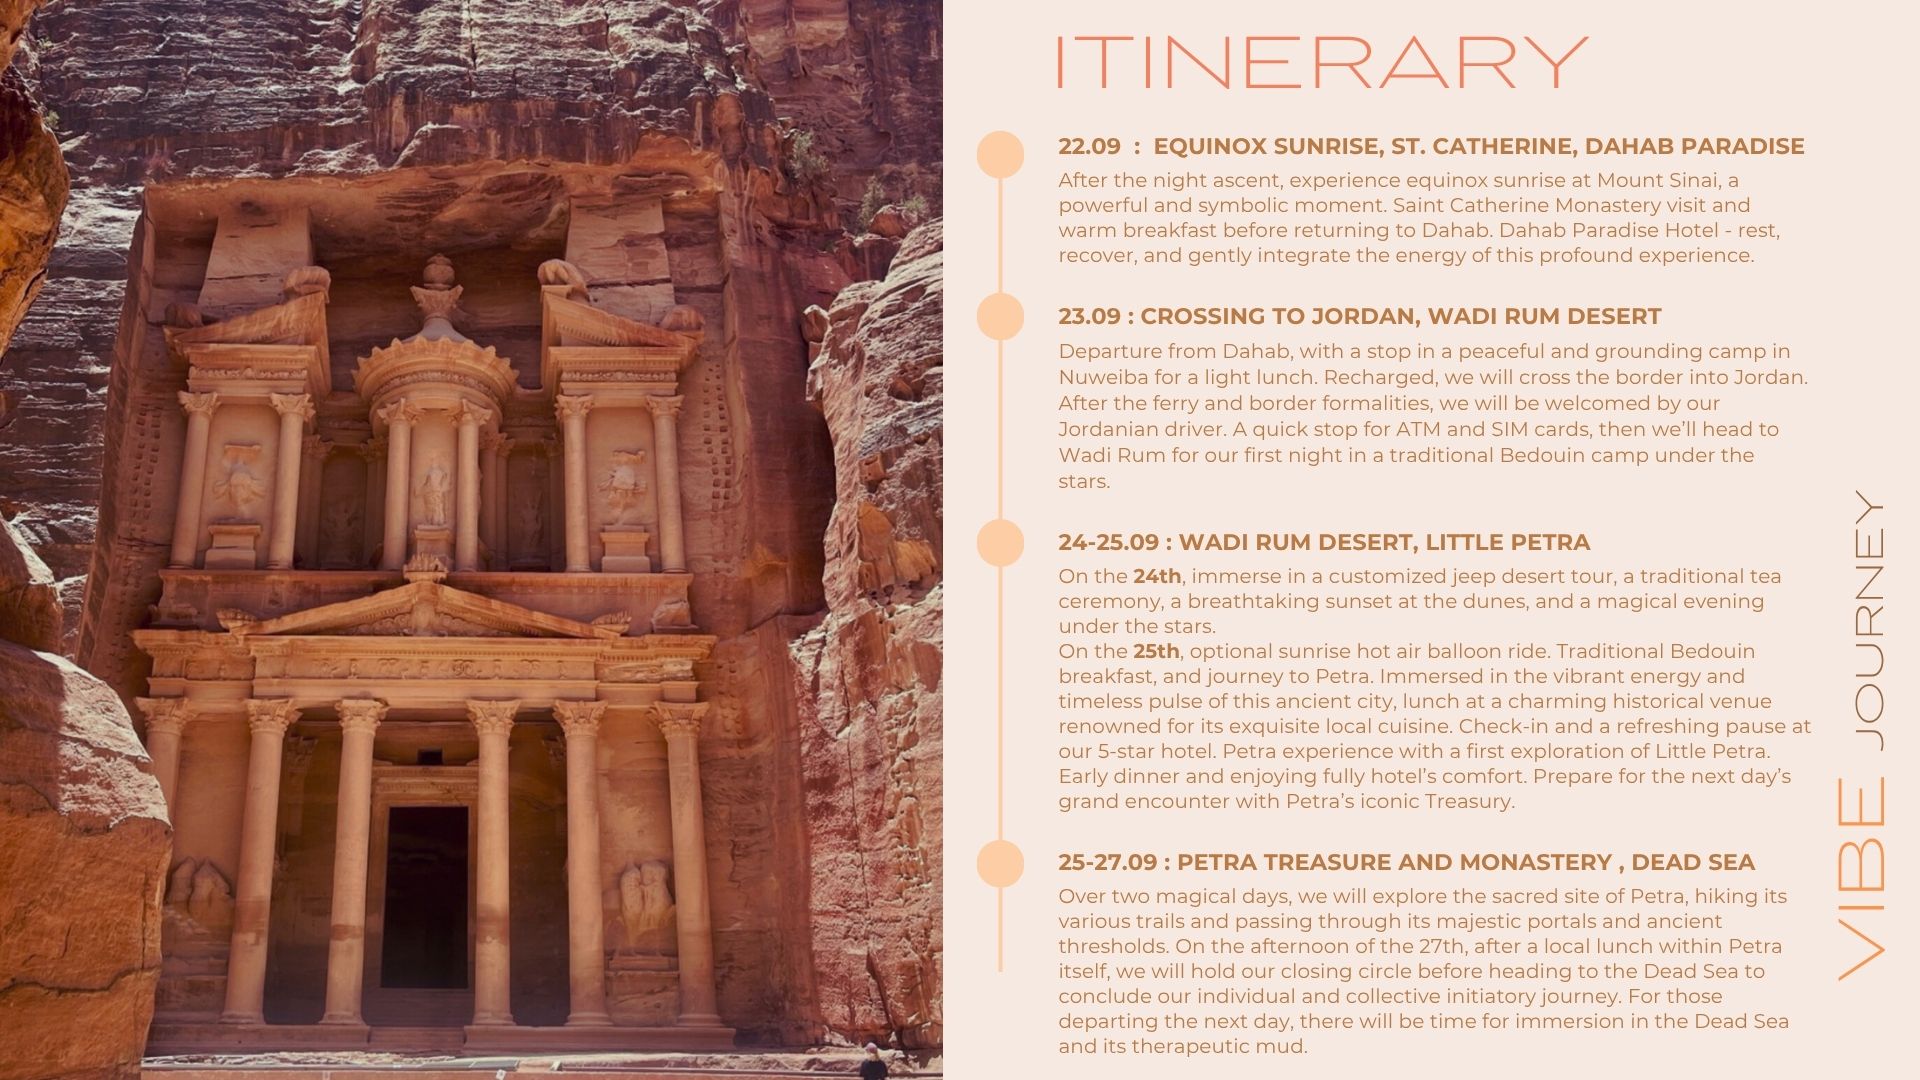 ITINERARY
22.09  :  EQUINOX SUNRISE, ST. CATHERINE, DAHAB PARADISE
After the night ascent, experience equinox sunrise at Mount Sinai, a
powerful and symbolic moment. Saint Catherine Monastery visit and
warm breakfast before returning to Dahab. Dahab Paradise Hotel - rest,
recover, and gently integrate the energy of this profound experience.
23.09 : CROSSING TO JORDAN, WADI RUM DESERT
Departure from Dahab, with a stop in a peaceful and grounding camp in
Nuweiba for a light lunch. Recharged, we will cross the border into Jordan.
After the ferry and border formalities, we will be welcomed by our
Jordanian driver. A quick stop for ATM and SIM cards, then we’ll head to
Wadi Rum for our first night in a traditional Bedouin camp under the
stars.
24-25.09 : WADI RUM DESERT, LITTLE PETRA
On the 24th, immerse in a customized jeep desert tour, a traditional tea
ceremony, a breathtaking sunset at the dunes, and a magical evening
under the stars.
On the 25th, optional sunrise hot air balloon ride. Traditional Bedouin
breakfast, and journey to Petra. Immersed in the vibrant energy and
timeless pulse of this ancient city, lunch at a charming historical venue
renowned for its exquisite local cuisine. Check-in and a refreshing pause at
our 5-star hotel. Petra experience with a first exploration of Little Petra.
Early dinner and enjoying fully hotel’s comfort. Prepare for the next day’s
grand encounter with Petra’s iconic Treasury.
25-27.09 : PETRA TREASURE AND MONASTERY , DEAD SEA
Over two magical days, we will explore the sacred site of Petra, hiking its
various trails and passing through its majestic portals and ancient
thresholds. On the afternoon of the 27th, after a local lunch within Petra
itself, we will hold our closing circle before heading to the Dead Sea to
conclude our individual and collective initiatory journey. For those
departing the next day, there will be time for immersion in the Dead Sea
and its therapeutic mud.
VIBE JOURNEY